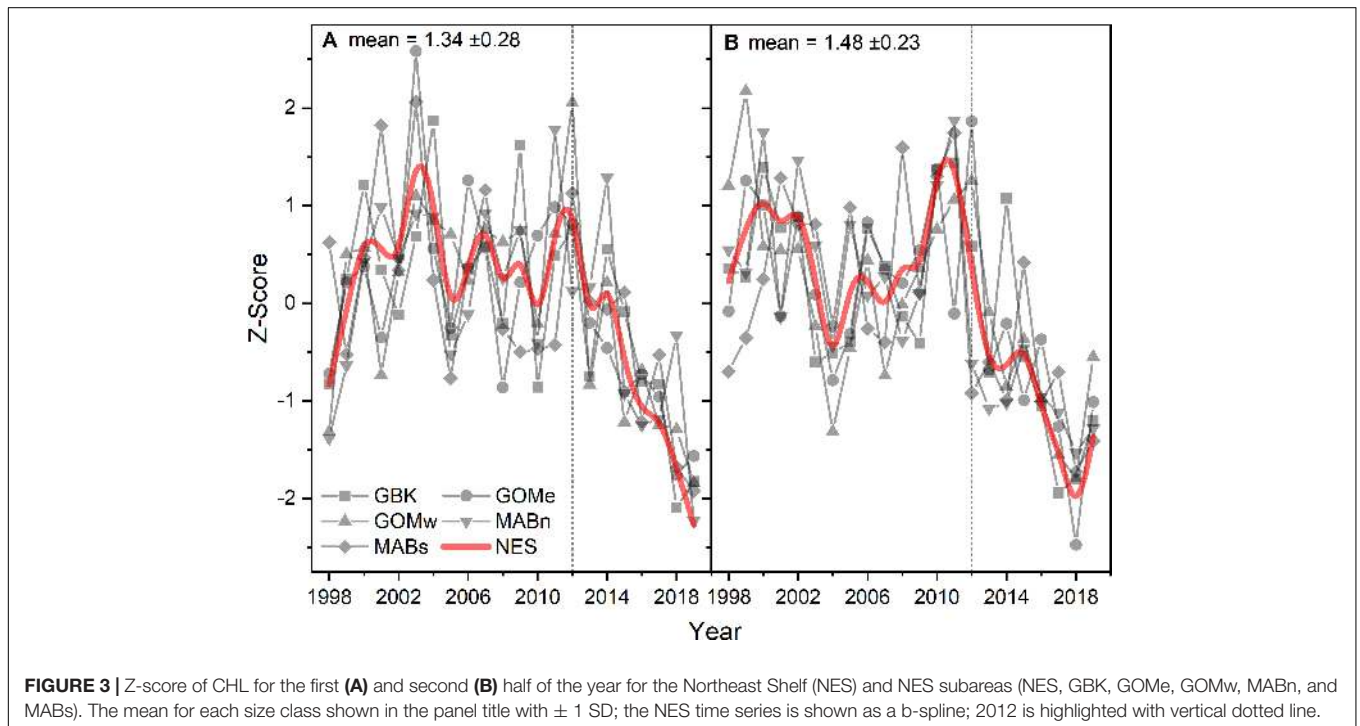 A mean = 1.34 ±0.28
B mean = 1.48 ±0.23
Z-Score
2
1
0
-1
-2
GBK
GOMe
GOMw
MABn
MABs
NES
1998 2002 2006 2010 2014 2018
1998 2002 2006 2010 2014 2018
Year
FIGURE 3 | Z-score of CHL for the first (A) and second (B) half of the year for the Northeast Shelf (NES) and NES subareas (NES, GBK, GOMe, GOMw, MABn, and
MABs). The mean for each size class shown in the panel title with ± 1 SD; the NES time series is shown as a b-spline; 2012 is highlighted with vertical dotted line.